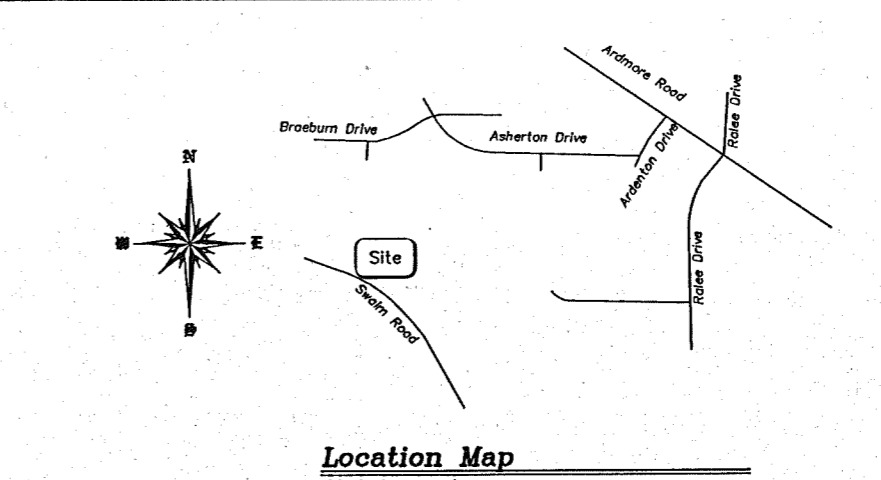 Ardmore Road
Ralee Drive
Braeburn Drive
Asherton Drive
Ardenton Drive
N
W
E
S
Site
Swaim Road
Ralee Drive
Location Map